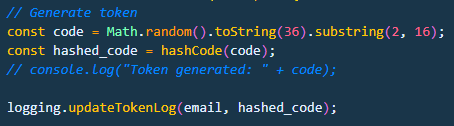 // Generate token
const code = Math.random().toString(36).substring(2, 16);
const hashed_code = hashCode(code);
// console.log("Token generated: " + code);
logging.updateTokenLog(email, hashed_code);